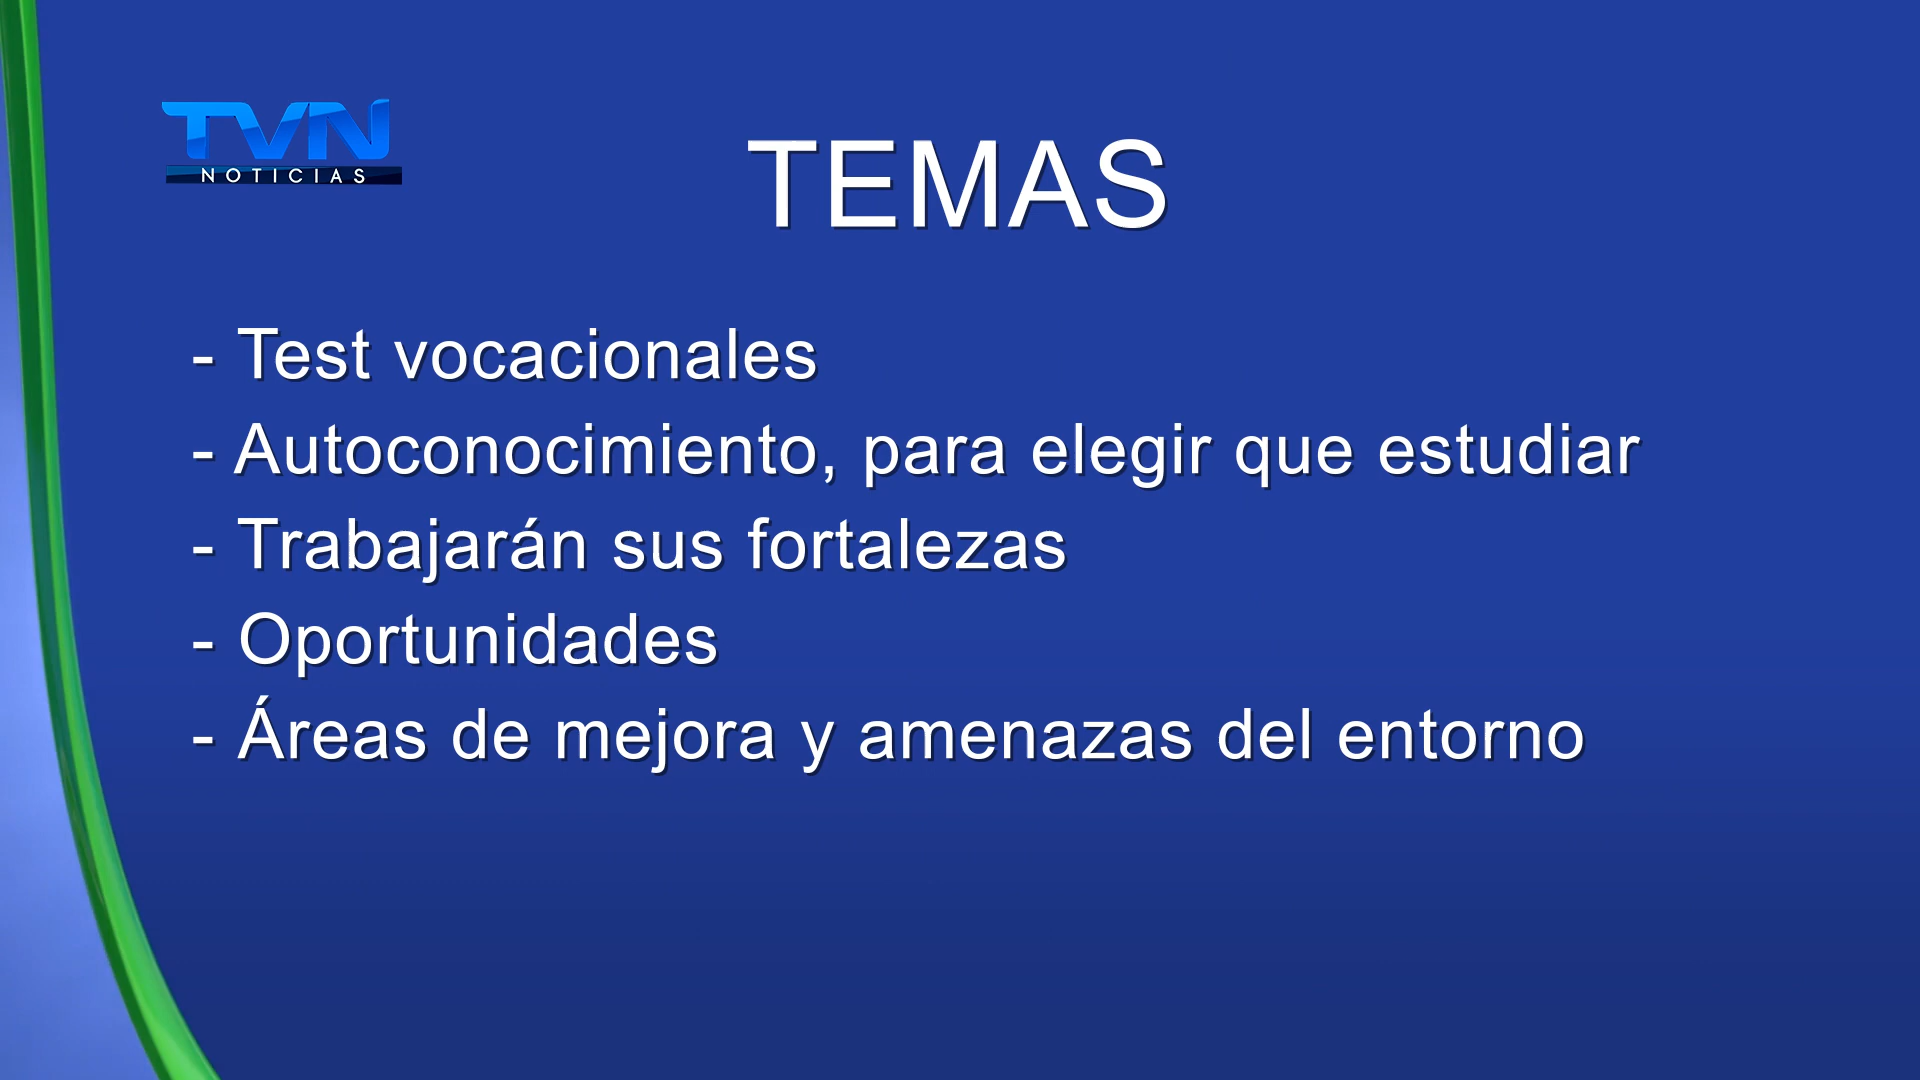 TVN
NOTICIAS
TEMAS
- Test vocacionales
- Autoconocimiento, para elegir que estudiar
- Trabajarán sus fortalezas
- Oportunidades
- Áreas de mejora y amenazas del entorno